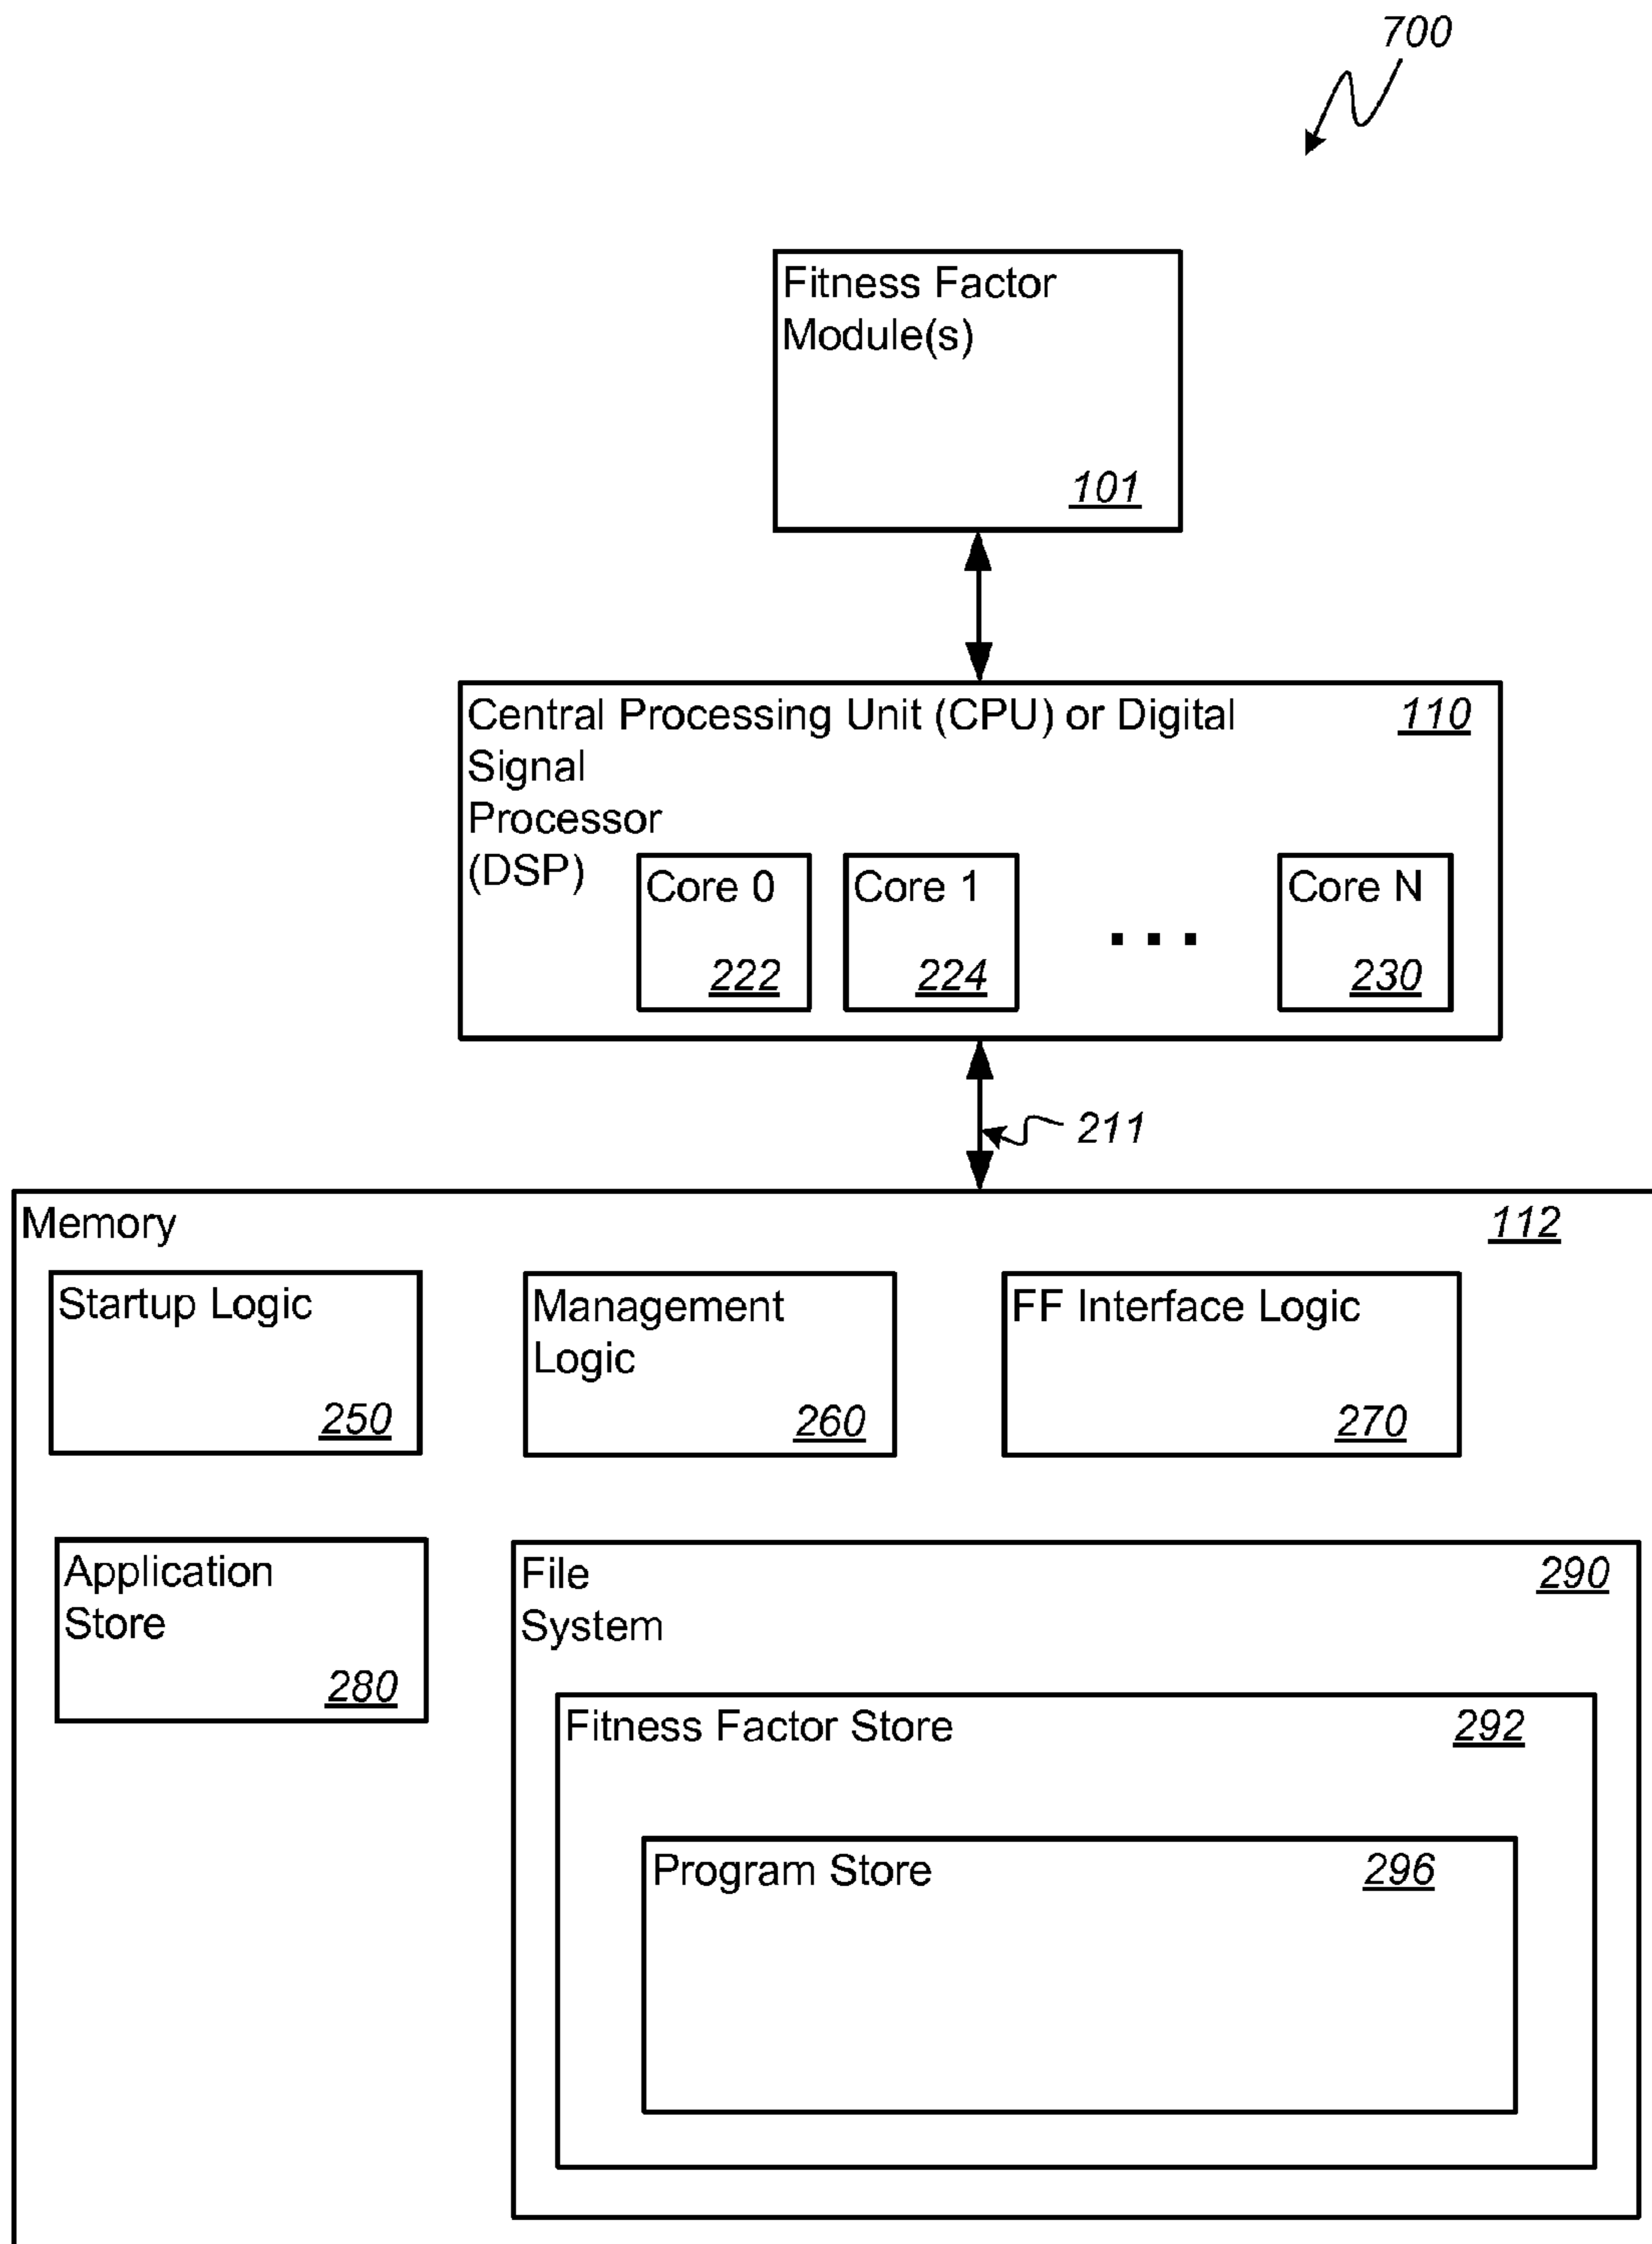 700
Fitness Factor
Module(s)
101
Central Processing Unit (CPU) or Digital
110
Signal
Processor
(DSP)
Core 0
Core 1
. . .
Core N
222
224
230
211
Memory
112
Startup Logic
250
Management
Logic
260
FF Interface Logic
270
Application
Store
280
File
System
290
Fitness Factor Store
292
Program Store
296